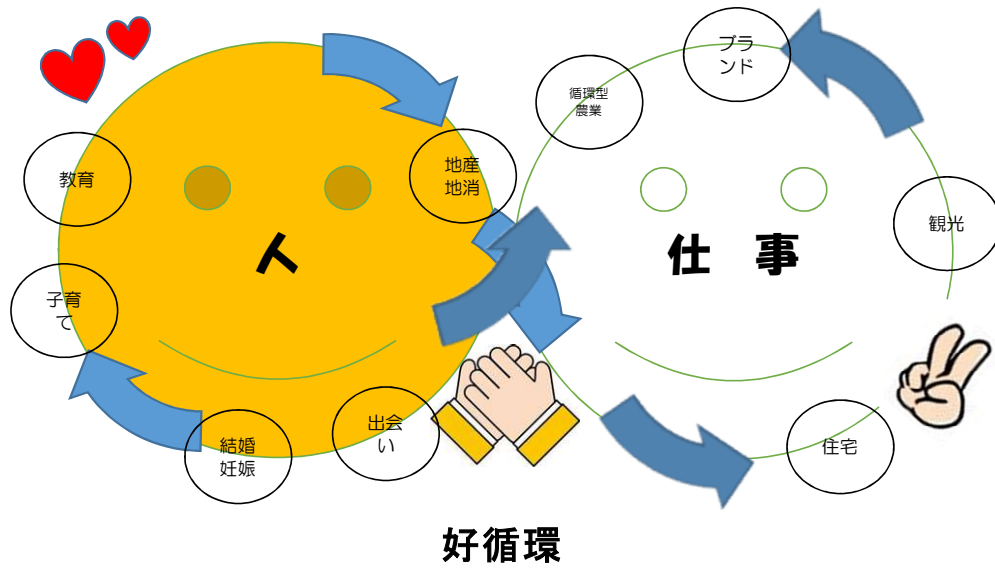 ブラ
ンド
循環型
農業
教育
地産
地消
観光
人
仕 事
子育
て
出会
い
結婚
妊娠
住宅
好循環